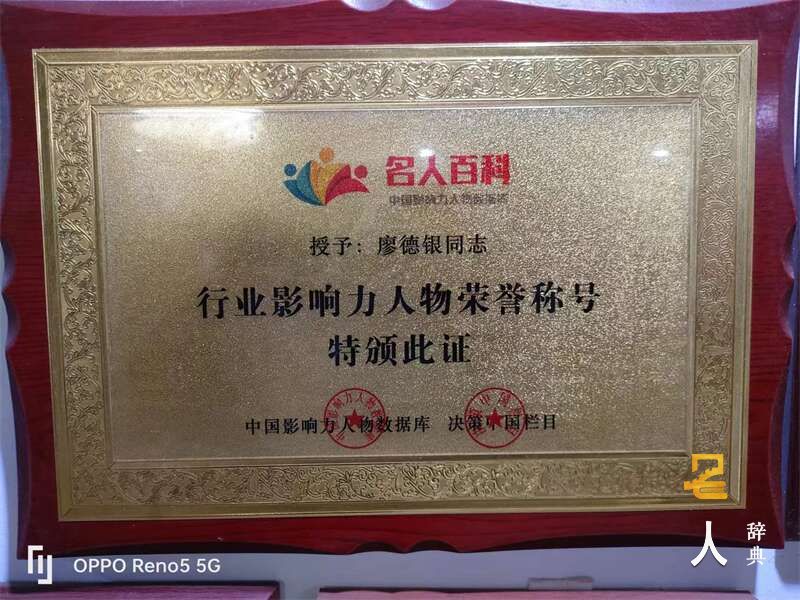 名人百科
中国影响力人物数据库
授予：廖德银同志
行业影响力人物荣誉称号
特颁此证
中国影响力人物数据库 决策中国栏目
名人辞典
OPPO Reno5 5G